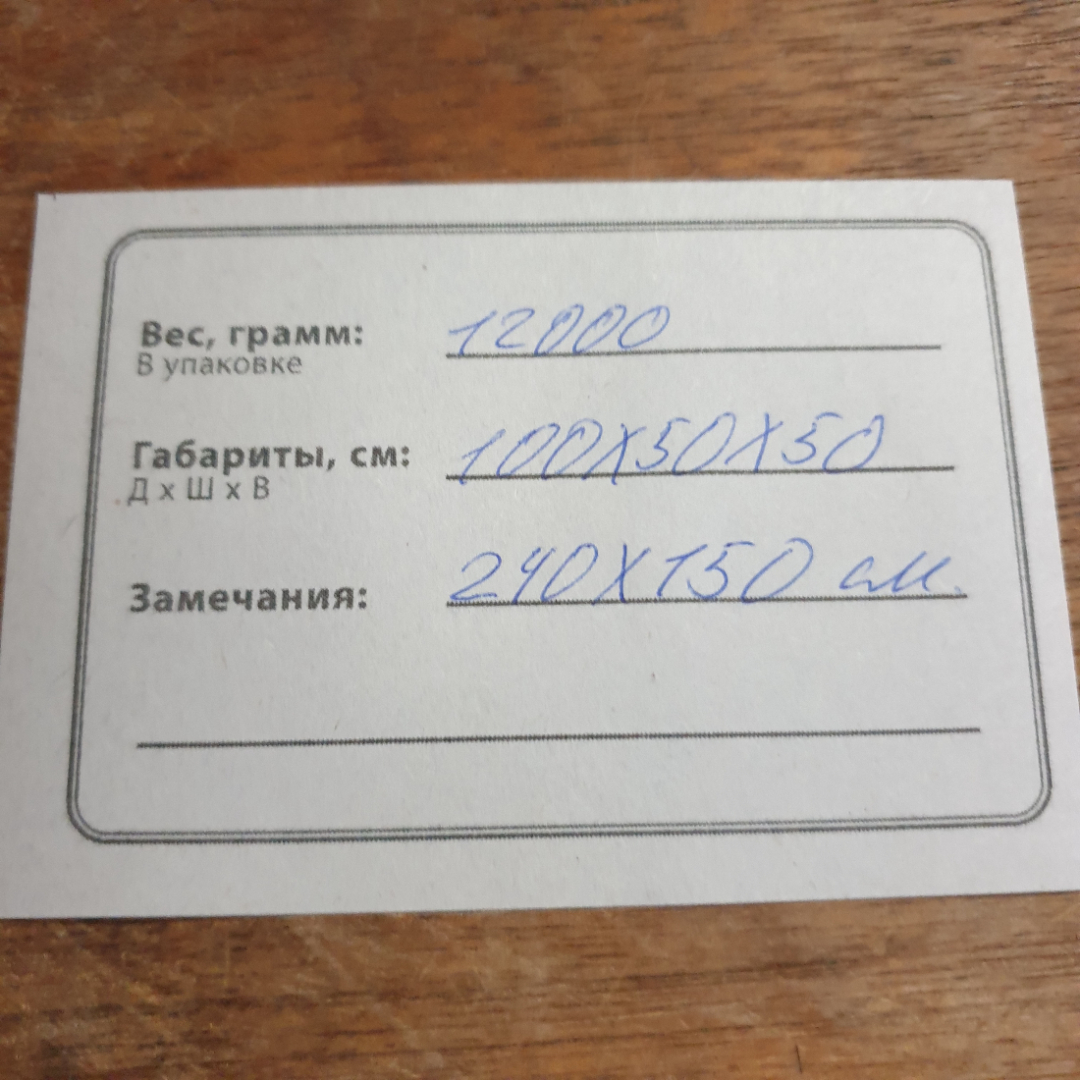 Вес, грамм: 12000
В упаковке
Габариты, см: 100х50х50
Д х Ш х В
Замечания: 240х150 см.